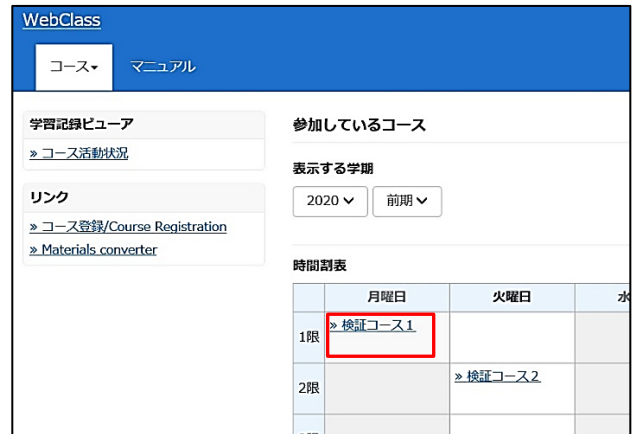 WebClass
コース▾
マニュアル
学習記録ビューア
» コース活動状況
リンク
» コース登録/Course Registration
» Materials converter
参加しているコース
表示する学期
2020
前期
時間割表
月曜日
火曜日
1限
» 検証コース１
2限
» 検証コース２